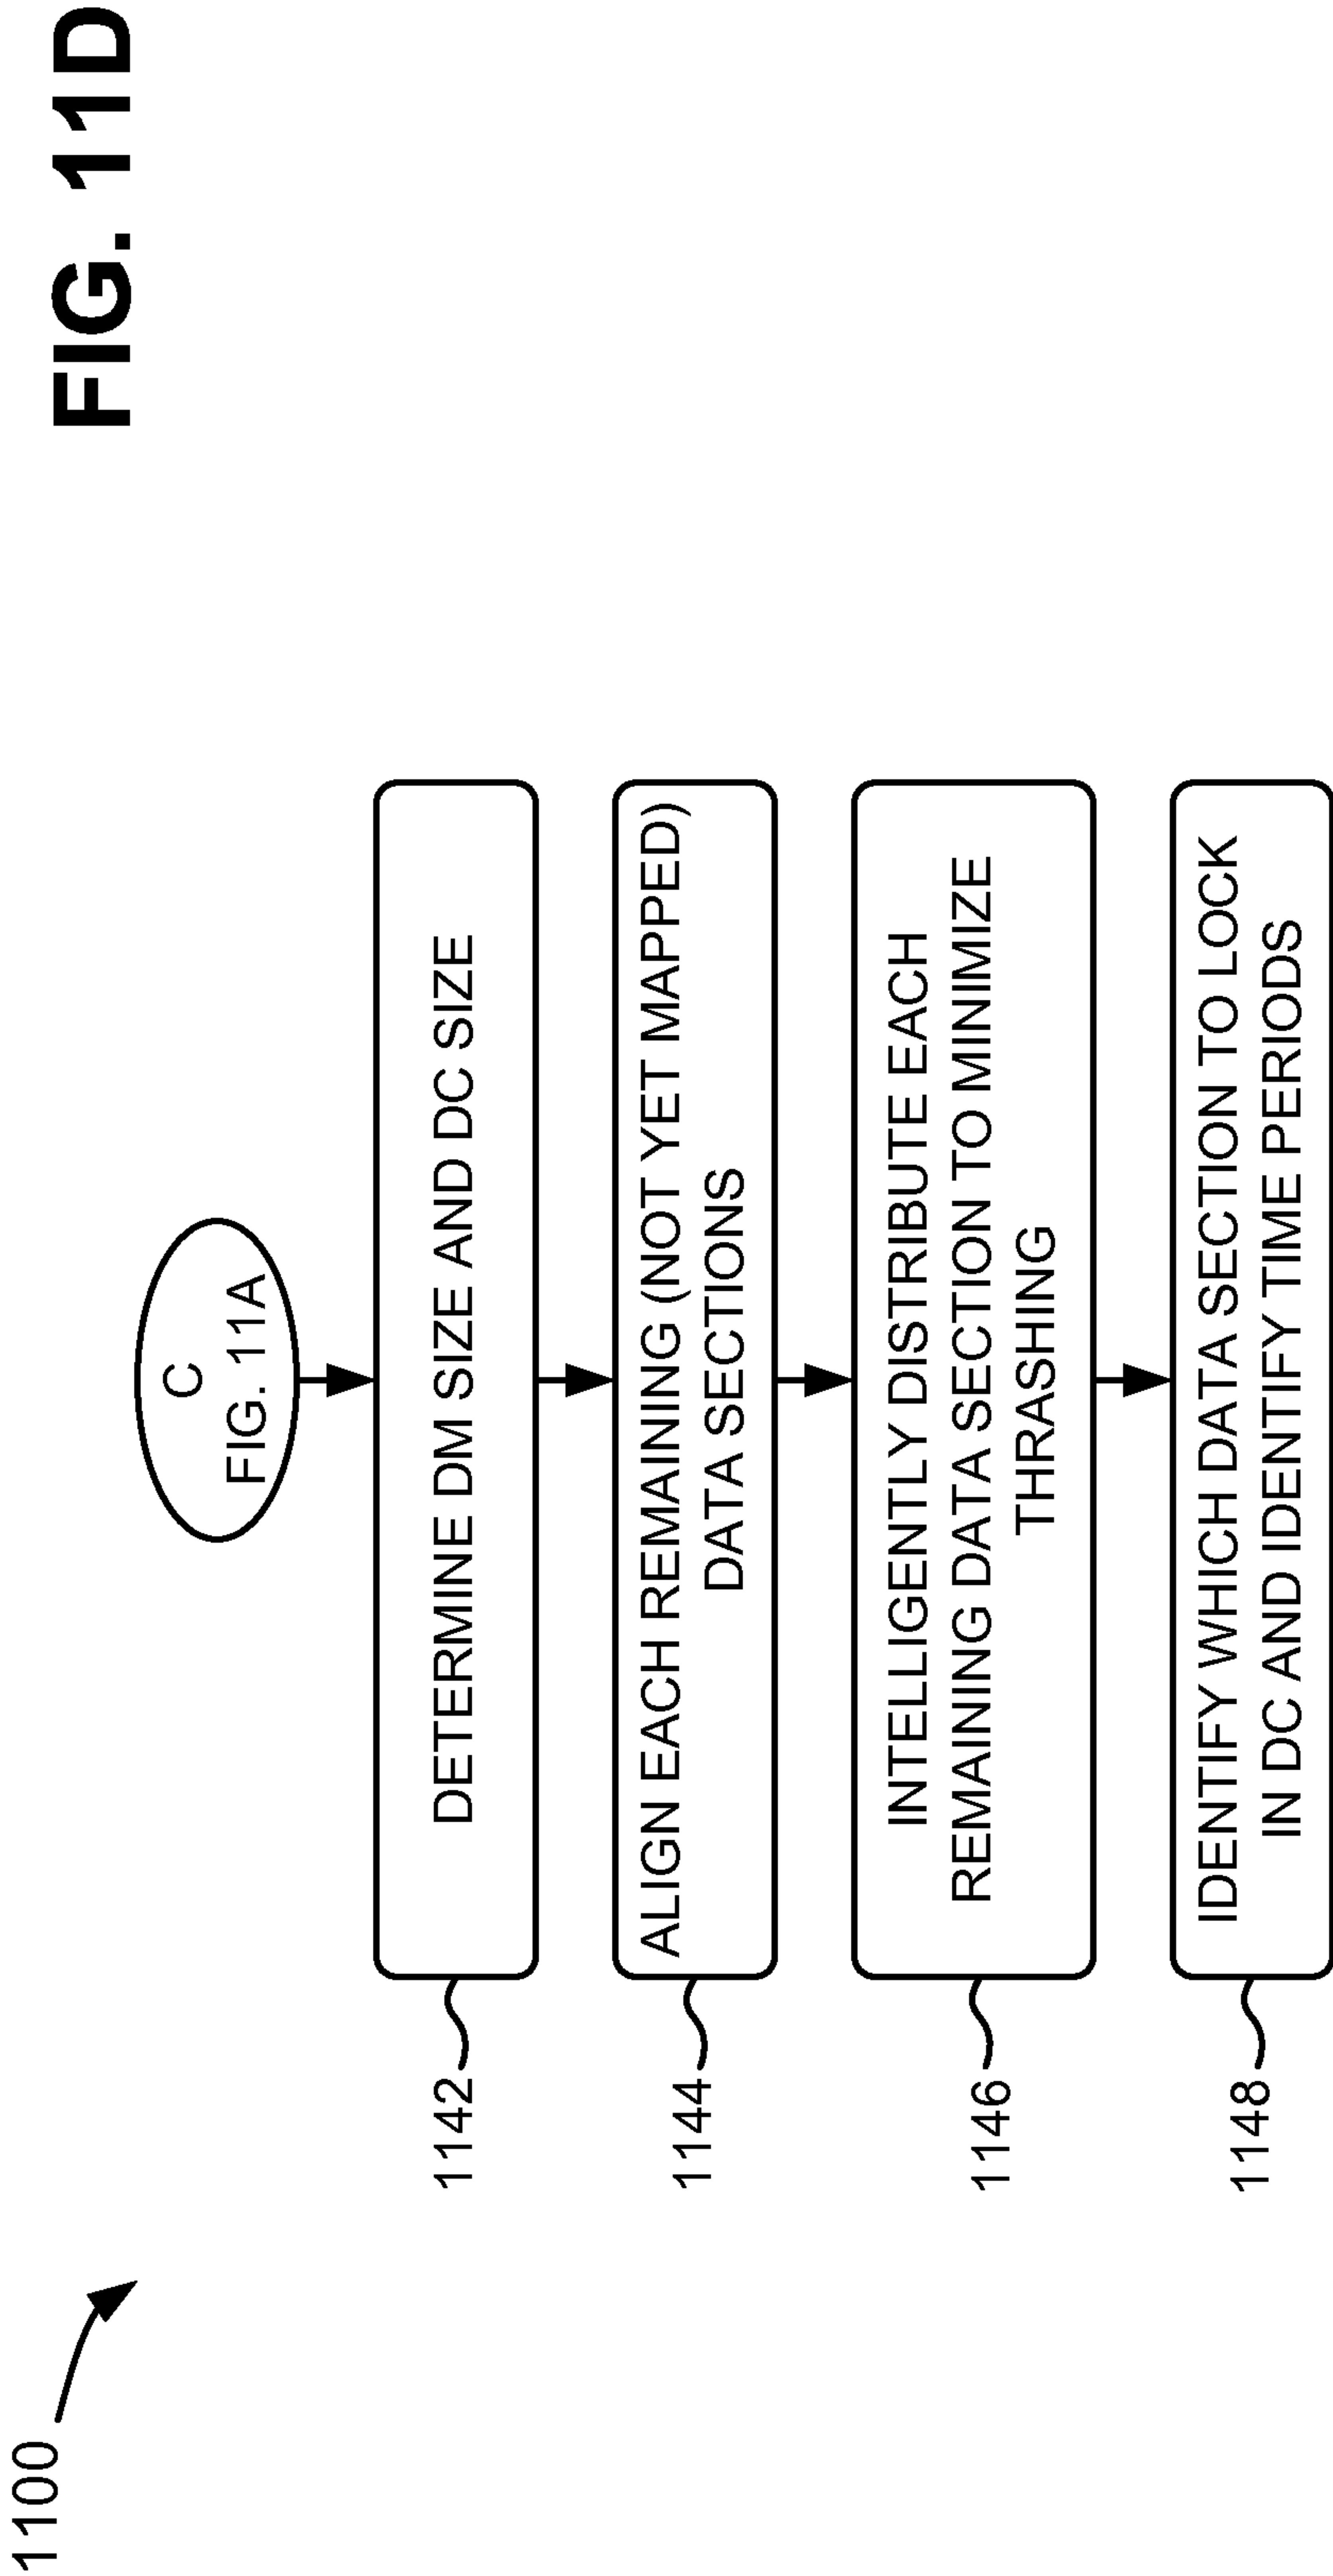 FIG. 11D
1100
C
FIG. 11A
1142
DETERMINE DM SIZE AND DC SIZE
1144
ALIGN EACH REMAINING (NOT YET MAPPED)
DATA SECTIONS
1146
INTELLIGENTLY DISTRIBUTE EACH
REMAINING DATA SECTION TO MINIMIZE
THRASHING
1148
IDENTIFY WHICH DATA SECTION TO LOCK
IN DC AND IDENTIFY TIME PERIODS